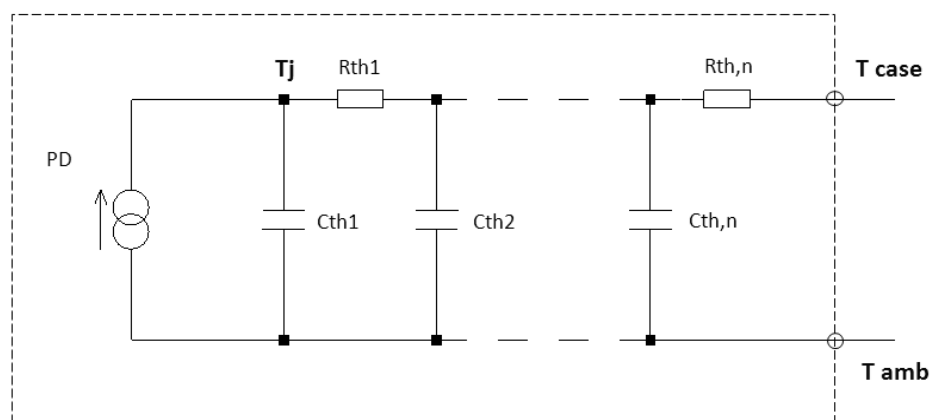 Tj
Rth1
Rth,n
T case
PD
Cth1
Cth2
Cth,n
T amb